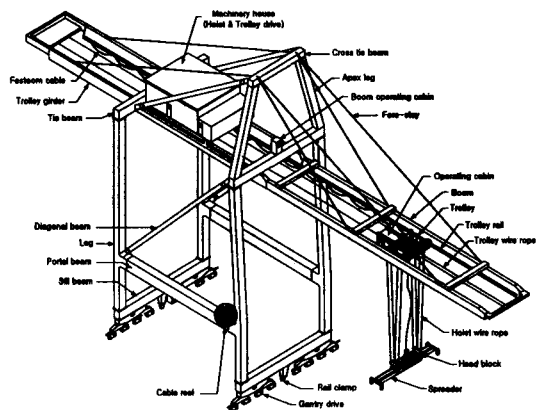 Machinery house
(Hoist & Trolley drive)
Cross tie beam
Festoom cable
Trolley girder
Tie beam
Apex leg
Boom operating cabin
Fore-stay
Operating cabin
Boam
Trolley
Trolley rail
Trolley wire rope
Diagonal beam
Leg
Portal beam
Sill beam
Hoist wire rope
Head block
Spreader
Cable reel
Rail clamp
Gantry drive